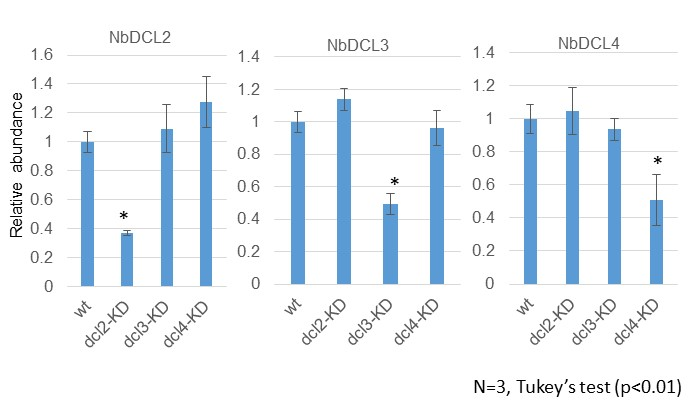 NbDCL2
Relative abundance
1.6
1.4
1.2
1
0.8
0.6
0.4
0.2
0
*
wt
dcl2-KD
dcl3-KD
dcl4-KD
NbDCL3
1.4
1.2
1
0.8
0.6
0.4
0.2
0
*
wt
dcl2-KD
dcl3-KD
dcl4-KD
NbDCL4
1.4
1.2
1
0.8
0.6
0.4
0.2
0
*
wt
dcl2-KD
dcl3-KD
dcl4-KD
N=3, Tukey's test (p<0.01)